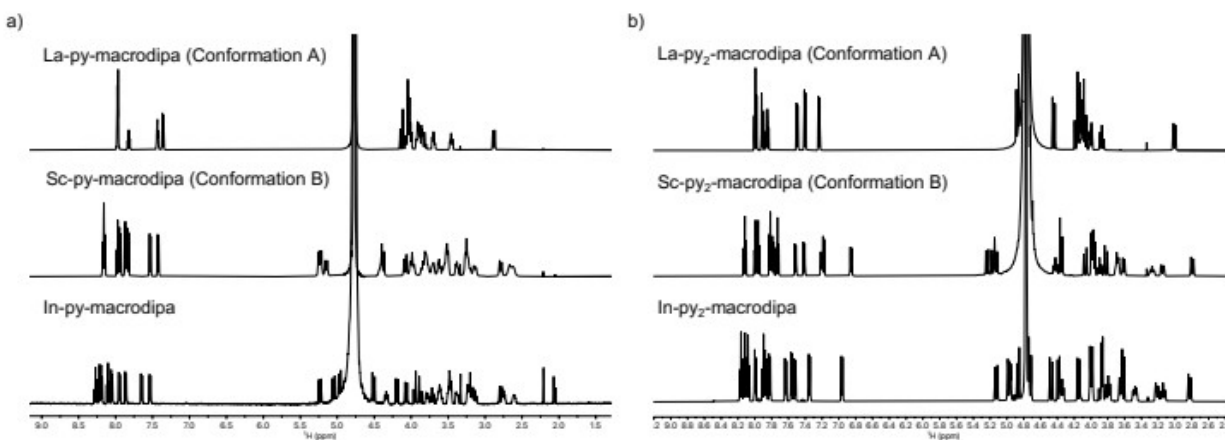 a)
La-py-macrodipa (Conformation A)
Sc-py-macrodipa (Conformation B)
In-py-macrodipa
9.0 8.5 8.0 7.5 7.0 6.5 6.0 5.5 5.0 4.5 4.0 3.5 3.0 2.5 2.0 1.5
¹H (ppm)
b)
La-py₂-macrodipa (Conformation A)
Sc-py₂-macrodipa (Conformation B)
In-py₂-macrodipa
¹H (ppm)